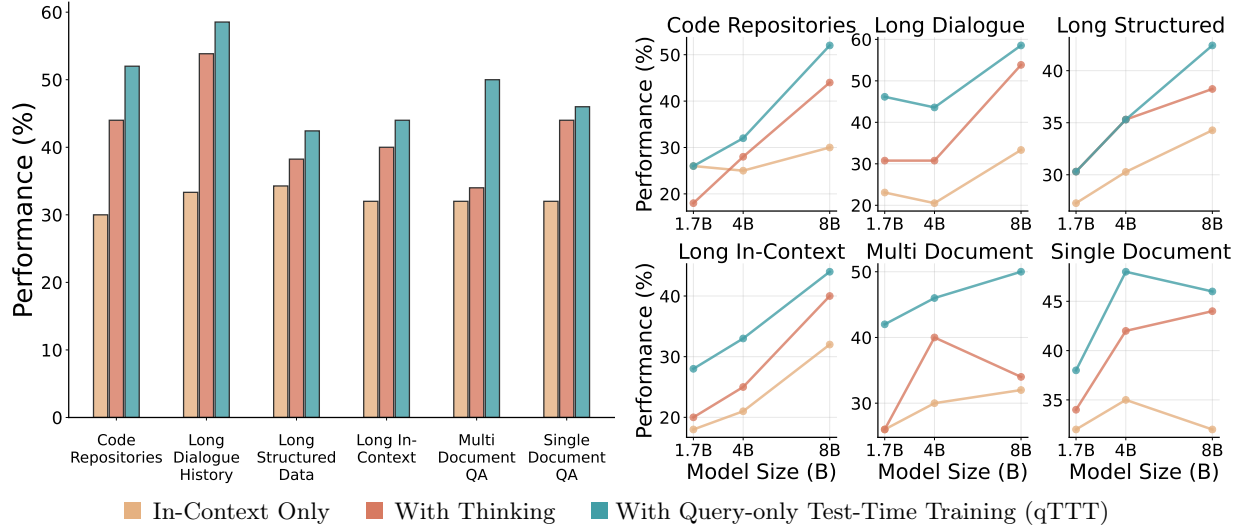 Performance (%)
60
50
40
30
20
10
0
Code
Repositories
Long
Dialogue
History
Long
Structured
Data
Long In-
Context
Multi
Document
QA
Single
Document
QA
Code Repositories
Performance (%)
50
40
30
20
1.7B 4B 8B
Long Dialogue
60
50
40
30
20
1.7B 4B 8B
Long Structured
40
35
30
1.7B 4B 8B
Long In-Context
Performance (%)
40
30
20
1.7B 4B 8B
Model Size (B)
Multi Document
50
40
30
1.7B 4B 8B
Model Size (B)
Single Document
45
40
35
1.7B 4B 8B
Model Size (B)
In-Context Only
With Thinking
With Query-only Test-Time Training (qTTT)